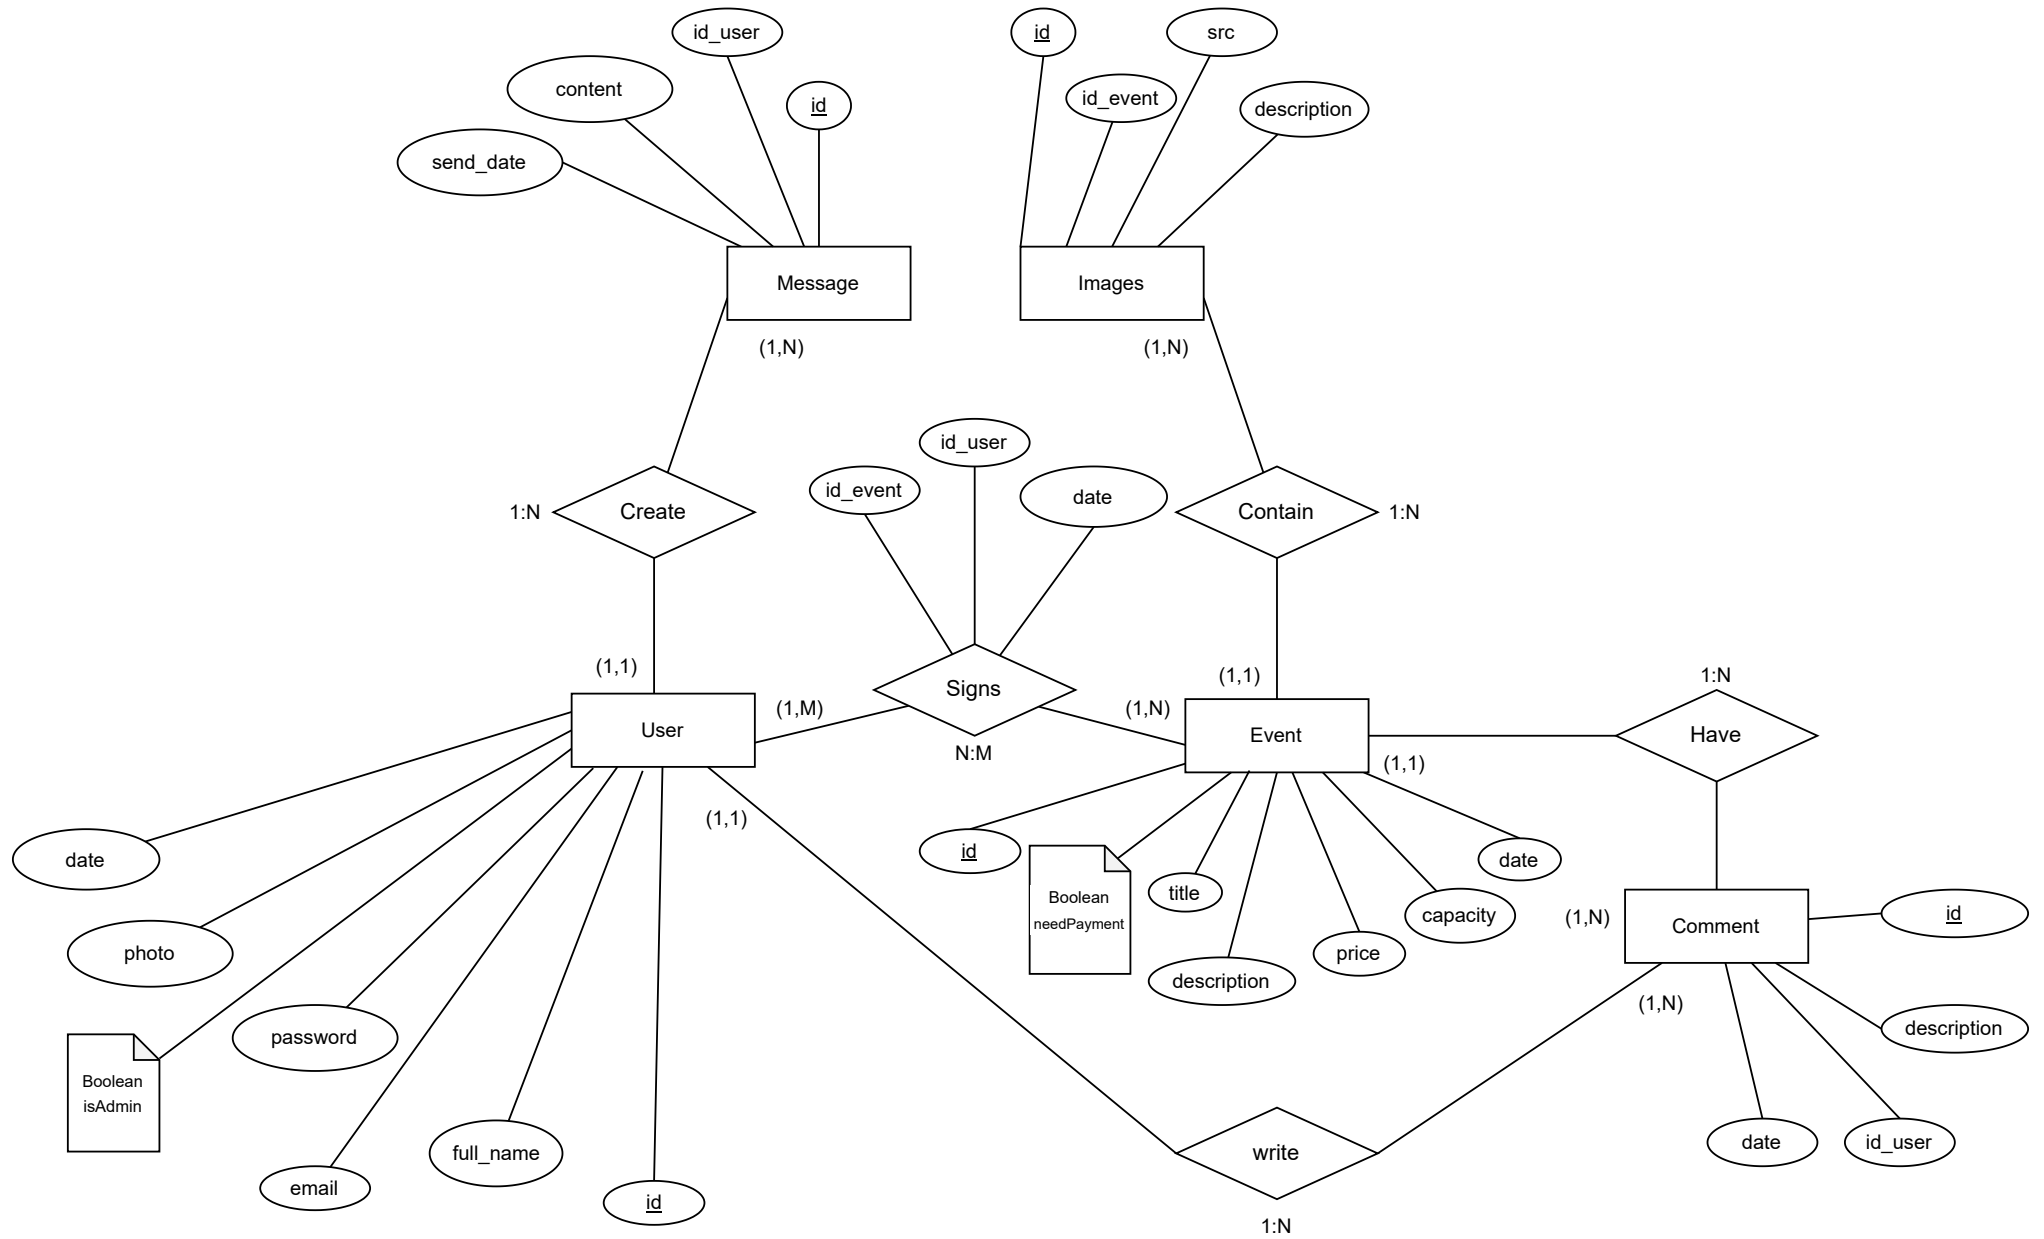 id_user
id
src
content
id_event
id
description
send_date
Message
Images
(1,N)
(1,N)
id_user
id_event
date
1:N
Create
Contain
1:N
(1,1)
(1,1)
1:N
Signs
(1,M)
(1,N)
User
Event
Have
N:M
(1,1)
(1,1)
date
id
Boolean
needPayment
title
date
capacity
(1,N)
Comment
id
photo
description
price
(1,N)
password
description
Boolean
isAdmin
full_name
write
date
id_user
email
id
1:N